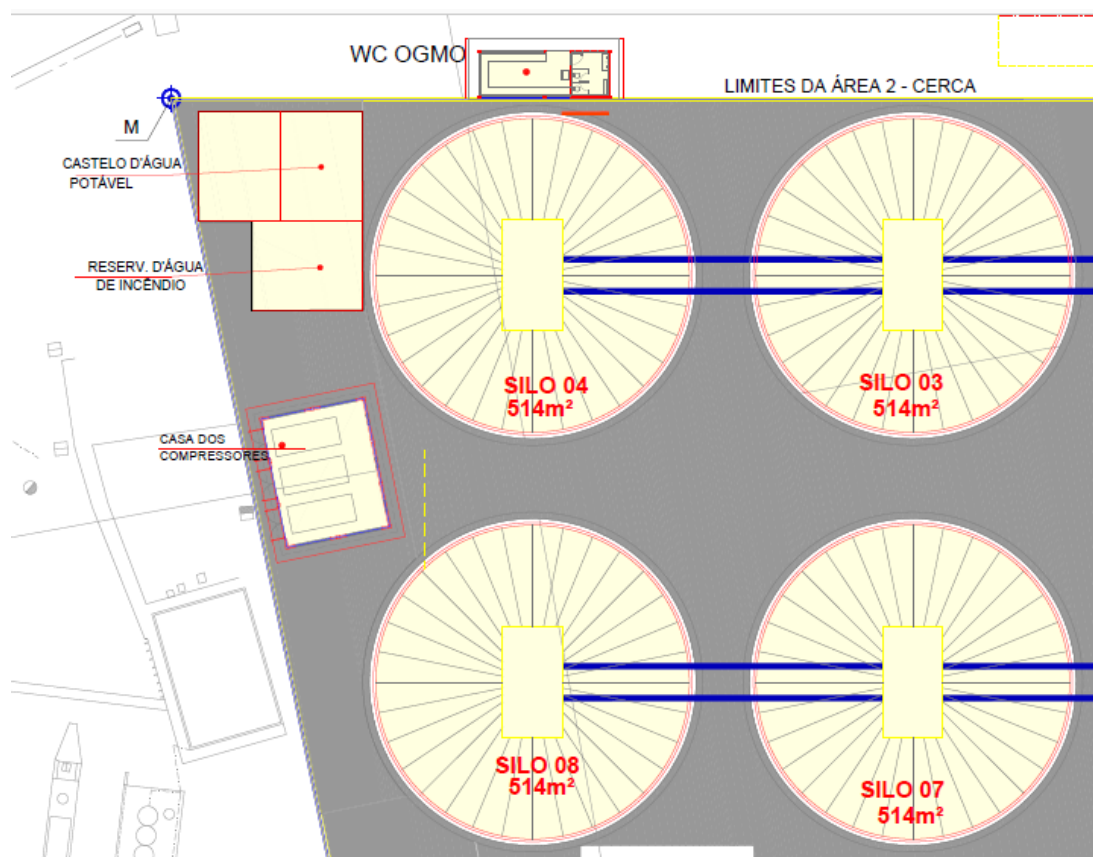 WC OGMO
LIMITES DA ÁREA 2 - CERCA
M
CASTELO D'ÁGUA
POTÁVEL
RESERV. D'ÁGUA
DE INCÊNDIO
SILO 04
514m²
SILO 03
514m²
CASA DOS
COMPRESSORES
SILO 08
514m²
SILO 07
514m²